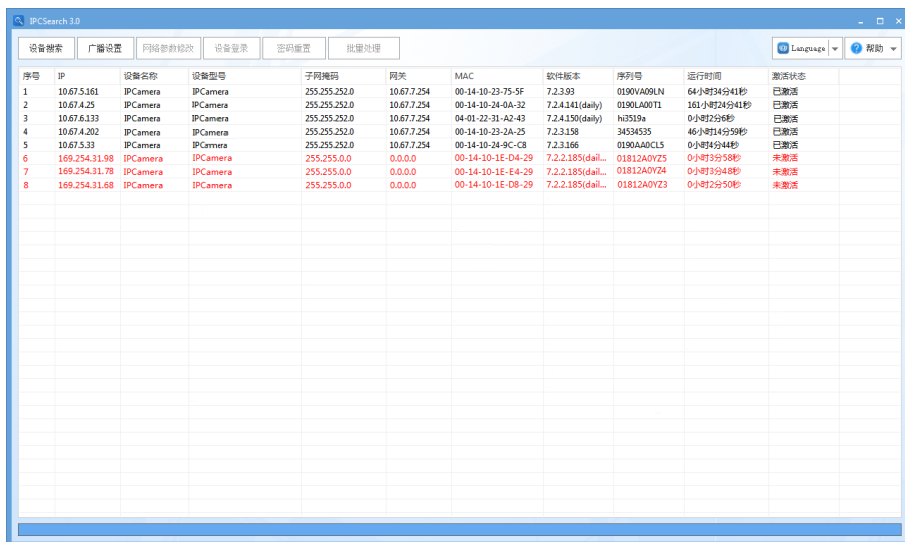 IPCSearch 3.0
设备搜索 广播设置 网络参数修改 设备登录 密码重置 批量处理 Language 帮助
序号 IP 设备名称 设备型号 子网掩码 网关 MAC 软件版本 序列号 运行时间 激活状态
1 10.67.5.161 IPCamera IPCamera 255.255.252.0 10.67.7.254 00-14-10-23-75-5F 7.2.3.93 0190VA09LN 64小时34分41秒 已激活
2 10.67.4.25 IPCamera IPCamera 255.255.252.0 10.67.7.254 00-14-10-24-0A-32 7.2.4.141(daily) 0190LA00T1 161小时24分41秒 已激活
3 10.67.6.133 IPCamera IPCamera 255.255.252.0 10.67.7.254 04-01-22-31-A2-43 7.2.4.150(daily) hi3519a 0小时2分6秒 已激活
4 10.67.4.202 IPCamera IPCamera 255.255.252.0 10.67.7.254 00-14-10-23-2A-25 7.2.3.158 34534535 46小时14分59秒 已激活
5 10.67.5.33 IPCamera IPCamera 255.255.252.0 10.67.7.254 00-14-10-24-9C-C8 7.2.3.166 0190AA0CL5 0小时4分44秒 已激活
6 169.254.31.98 IPCamera IPCamera 255.255.0.0 0.0.0.0 00-14-10-1E-D4-29 7.2.2.185(dail... 01812A0YZ5 0小时3分58秒 未激活
7 169.254.31.78 IPCamera IPCamera 255.255.0.0 0.0.0.0 00-14-10-1E-E4-29 7.2.2.185(dail... 01812A0YZ4 0小时3分48秒 未激活
8 169.254.31.68 IPCamera IPCamera 255.255.0.0 0.0.0.0 00-14-10-1E-D8-29 7.2.2.185(dail... 01812A0YZ3 0小时2分50秒 未激活